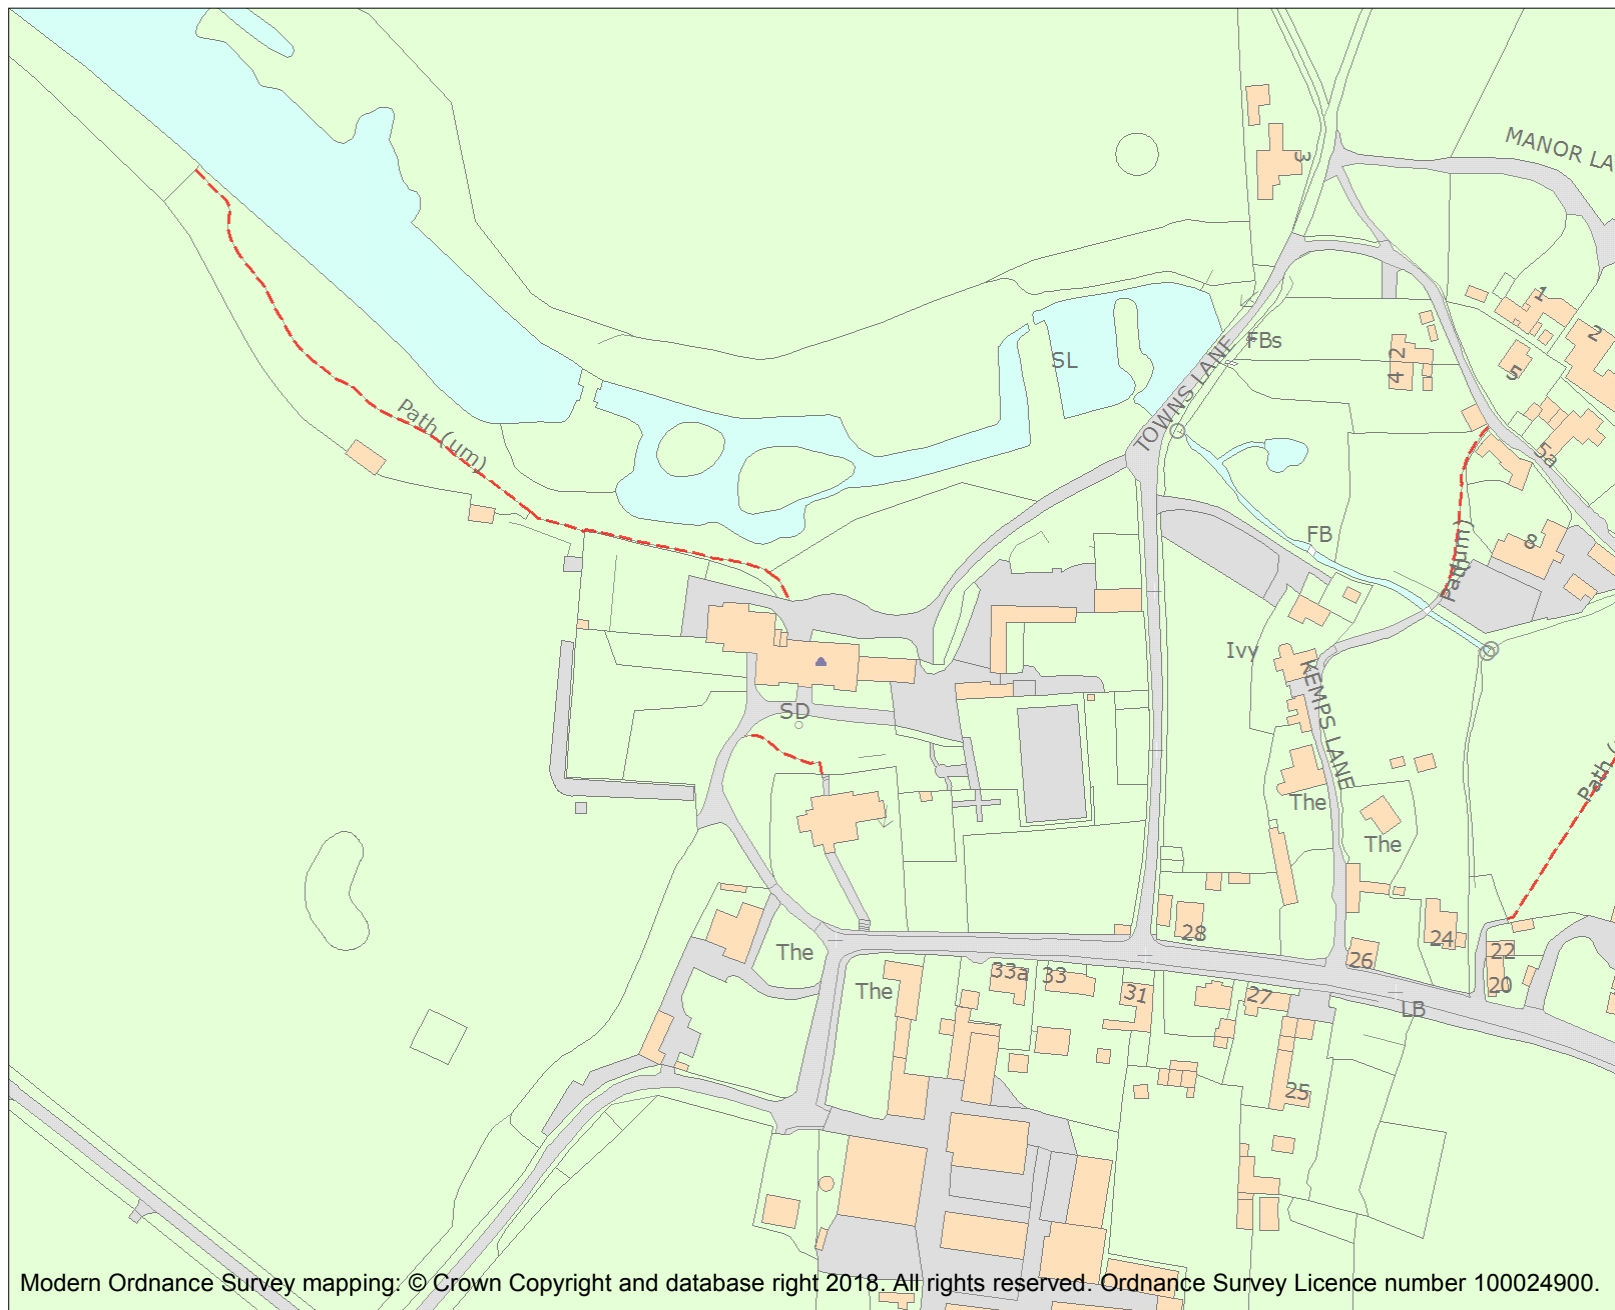 MANOR LA
3
1
2
FBs
SL
2
4
5
TOWNS LANE
5a
Path (um)
FB
8
Path(um)
Ivy
KEMPS LANE
SD
The
The
Path (
28
24
The
26
22
33a
33
31
27
20
The
LB
25
Modern Ordnance Survey mapping: © Crown Copyright and database right 2018. All rights reserved. Ordnance Survey Licence number 100024900.